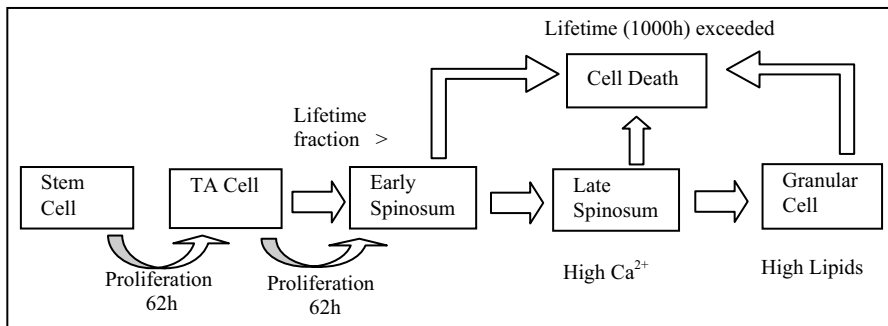 Lifetime (1000h) exceeded
Cell Death
Lifetime
fraction >
Stem
Cell
TA Cell
Early
Spinosum
Late
Spinosum
Granular
Cell
Proliferation
62h
Proliferation
62h
High Ca²⁺
High Lipids